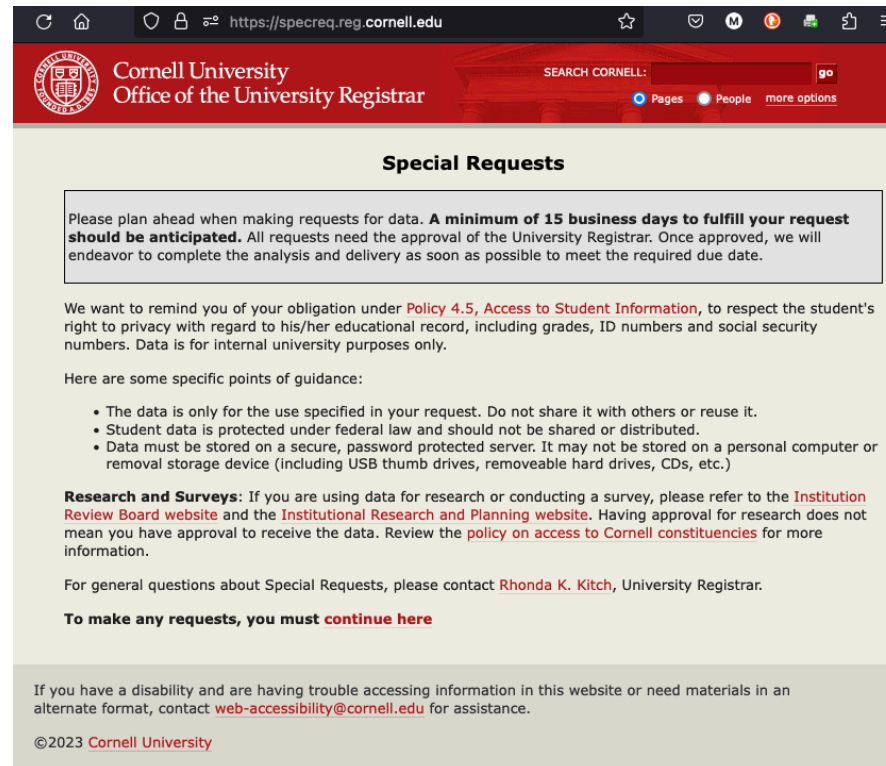 https://specreq.reg.cornell.edu
M
Cornell University
Office of the University Registrar
SEARCH CORNELL:
go
Pages People more options
Special Requests
Please plan ahead when making requests for data. A minimum of 15 business days to fulfill your request
should be anticipated. All requests need the approval of the University Registrar. Once approved, we will
endeavor to complete the analysis and delivery as soon as possible to meet the required due date.
We want to remind you of your obligation under Policy 4.5, Access to Student Information, to respect the student's
right to privacy with regard to his/her educational record, including grades, ID numbers and social security
numbers. Data is for internal university purposes only.
Here are some specific points of guidance:
• The data is only for the use specified in your request. Do not share it with others or reuse it.
• Student data is protected under federal law and should not be shared or distributed.
• Data must be stored on a secure, password protected server. It may not be stored on a personal computer or
removal storage device (including USB thumb drives, removeable hard drives, CDs, etc.)
Research and Surveys: If you are using data for research or conducting a survey, please refer to the Institution
Review Board website and the Institutional Research and Planning website. Having approval for research does not
mean you have approval to receive the data. Review the policy on access to Cornell constituencies for more
information.
For general questions about Special Requests, please contact Rhonda K. Kitch, University Registrar.
To make any requests, you must continue here
If you have a disability and are having trouble accessing information in this website or need materials in an
alternate format, contact web-accessibility@cornell.edu for assistance.
©2023 Cornell University